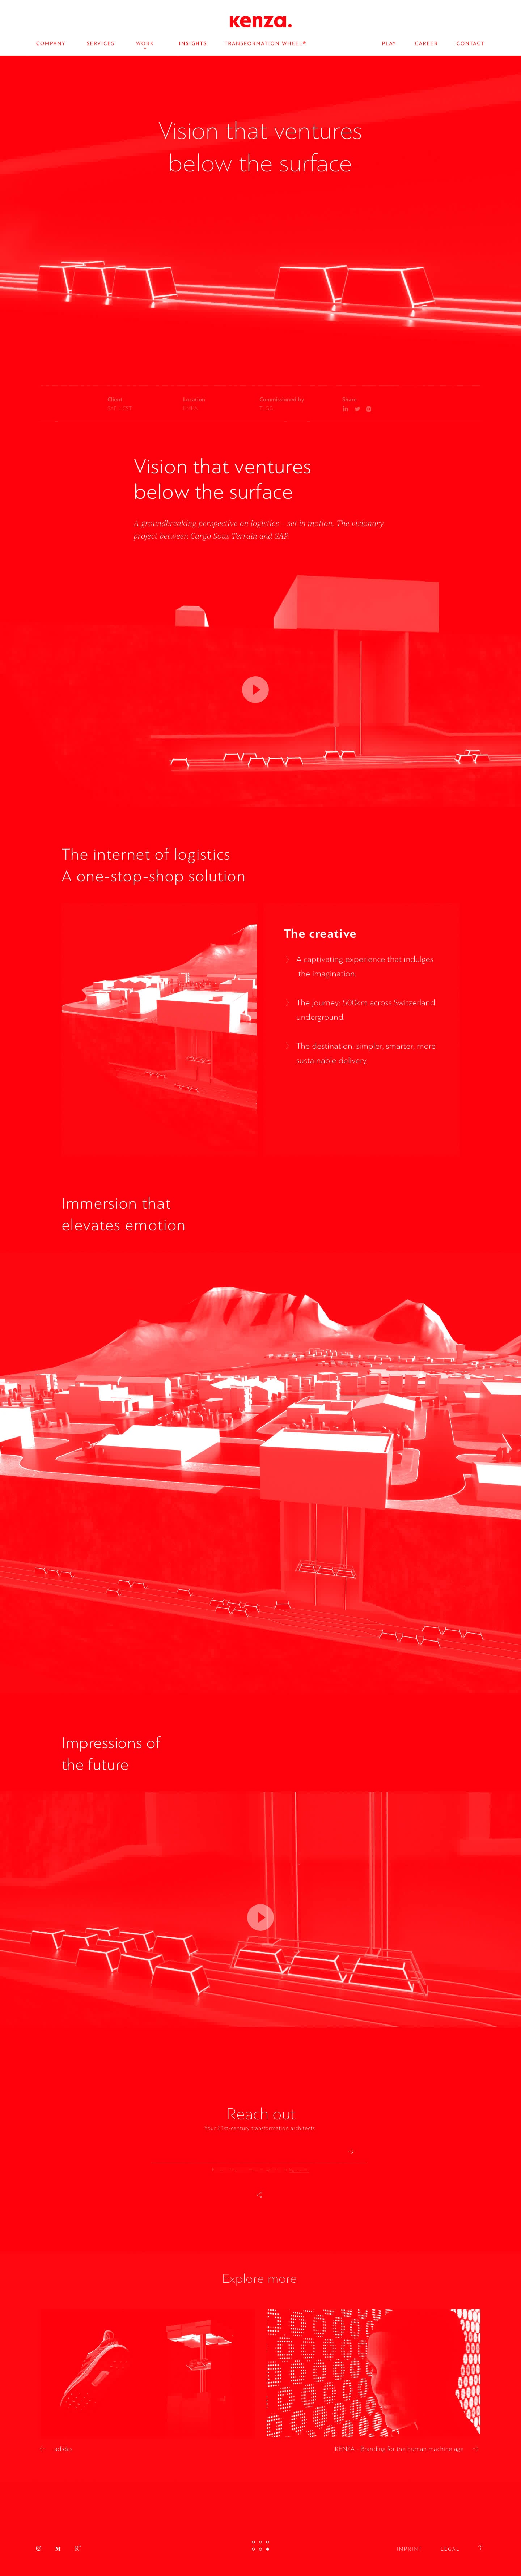 kenza.
COMPANY SERVICES WORK INSIGHTS TRANSFORMATION WHEEL® PLAY CAREER CONTACT
Vision that ventures
below the surface
Client Location Commissioned by Share
SAP x CST EMEA
Vision that ventures
below the surface
A groundbreaking perspective on logistics – set in motion. The visionary
project between Cargo Sous Terrain and SAP.
The internet of logistics
A one-stop-shop solution
The creative
A captivating experience that indulges
the imagination.
The journey: 500km across Switzerland
underground.
The destination: simpler, smarter, more
sustainable delivery.
Immersion that
elevates emotion
Impressions of
the future
Reach out
Your 21st-century transformation architects
Explore more
adidas
KENZA - Branding for the human machine age
IMPRINT LEGAL